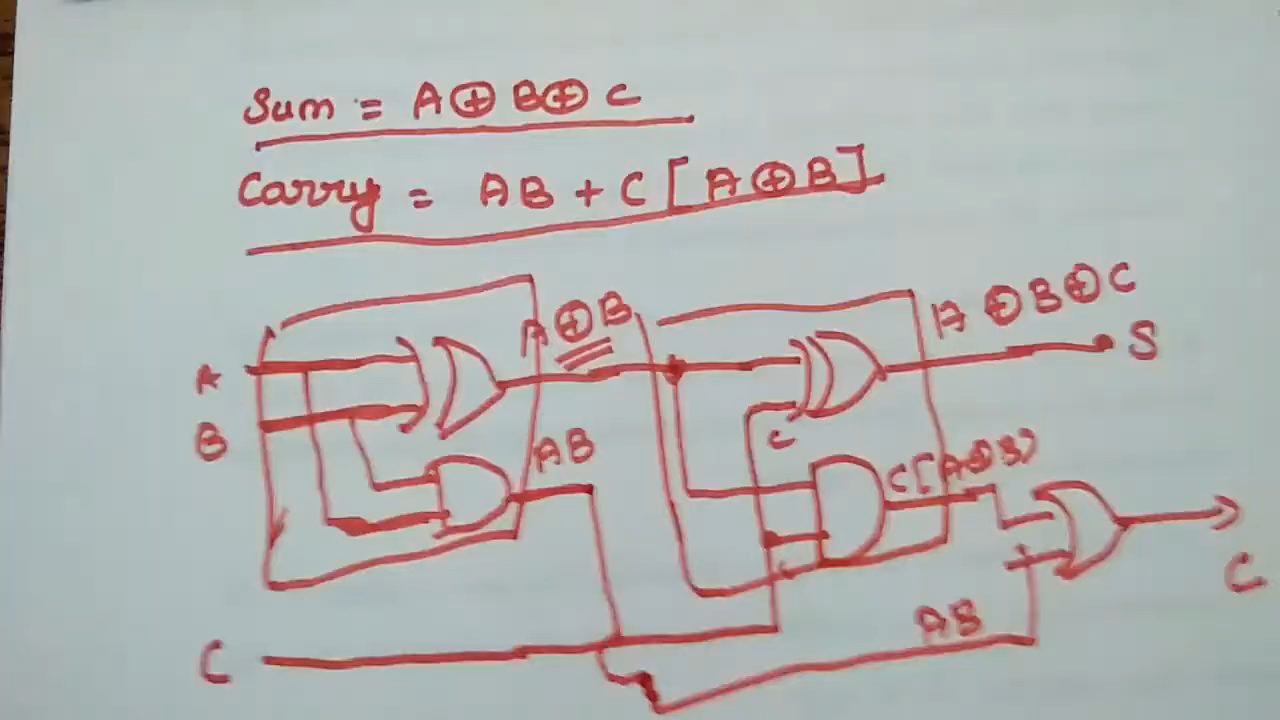 Sum = A⊕B⊕C
Carry = AB + C[A⊕B]
A⊕B
A⊕B⊕C
A
S
B
C
AB
C[A⊕B)
C
C
AB
C